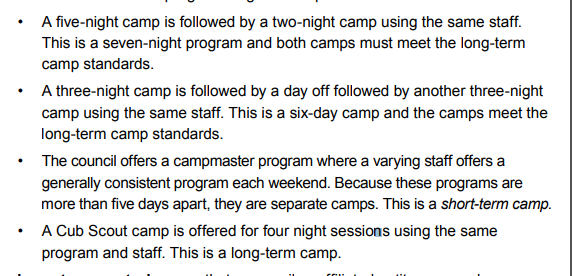 • A five-night camp is followed by a two-night camp using the same staff.
This is a seven-night program and both camps must meet the long-term
camp standards.
• A three-night camp is followed by a day off followed by another three-night
camp using the same staff. This is a six-day camp and the camps meet the
long-term camp standards.
• The council offers a campmaster program where a varying staff offers a
generally consistent program each weekend. Because these programs are
more than five days apart, they are separate camps. This is a short-term camp.
• A Cub Scout camp is offered for four night sessions using the same
program and staff. This is a long-term camp.